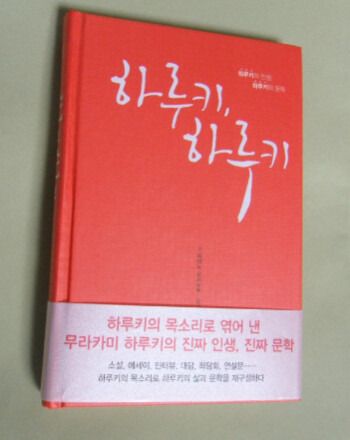 하루키의 인생
하루키의 문학
하루키,
하루키
하루키의 목소리로 엮어 낸
무라카미 하루키의 진짜 인생, 진짜 문학
소설, 에세이, 인터뷰, 대담, 좌담회, 연설문……
하루키의 목소리로 하루키의 삶과 문학을 재구성하다